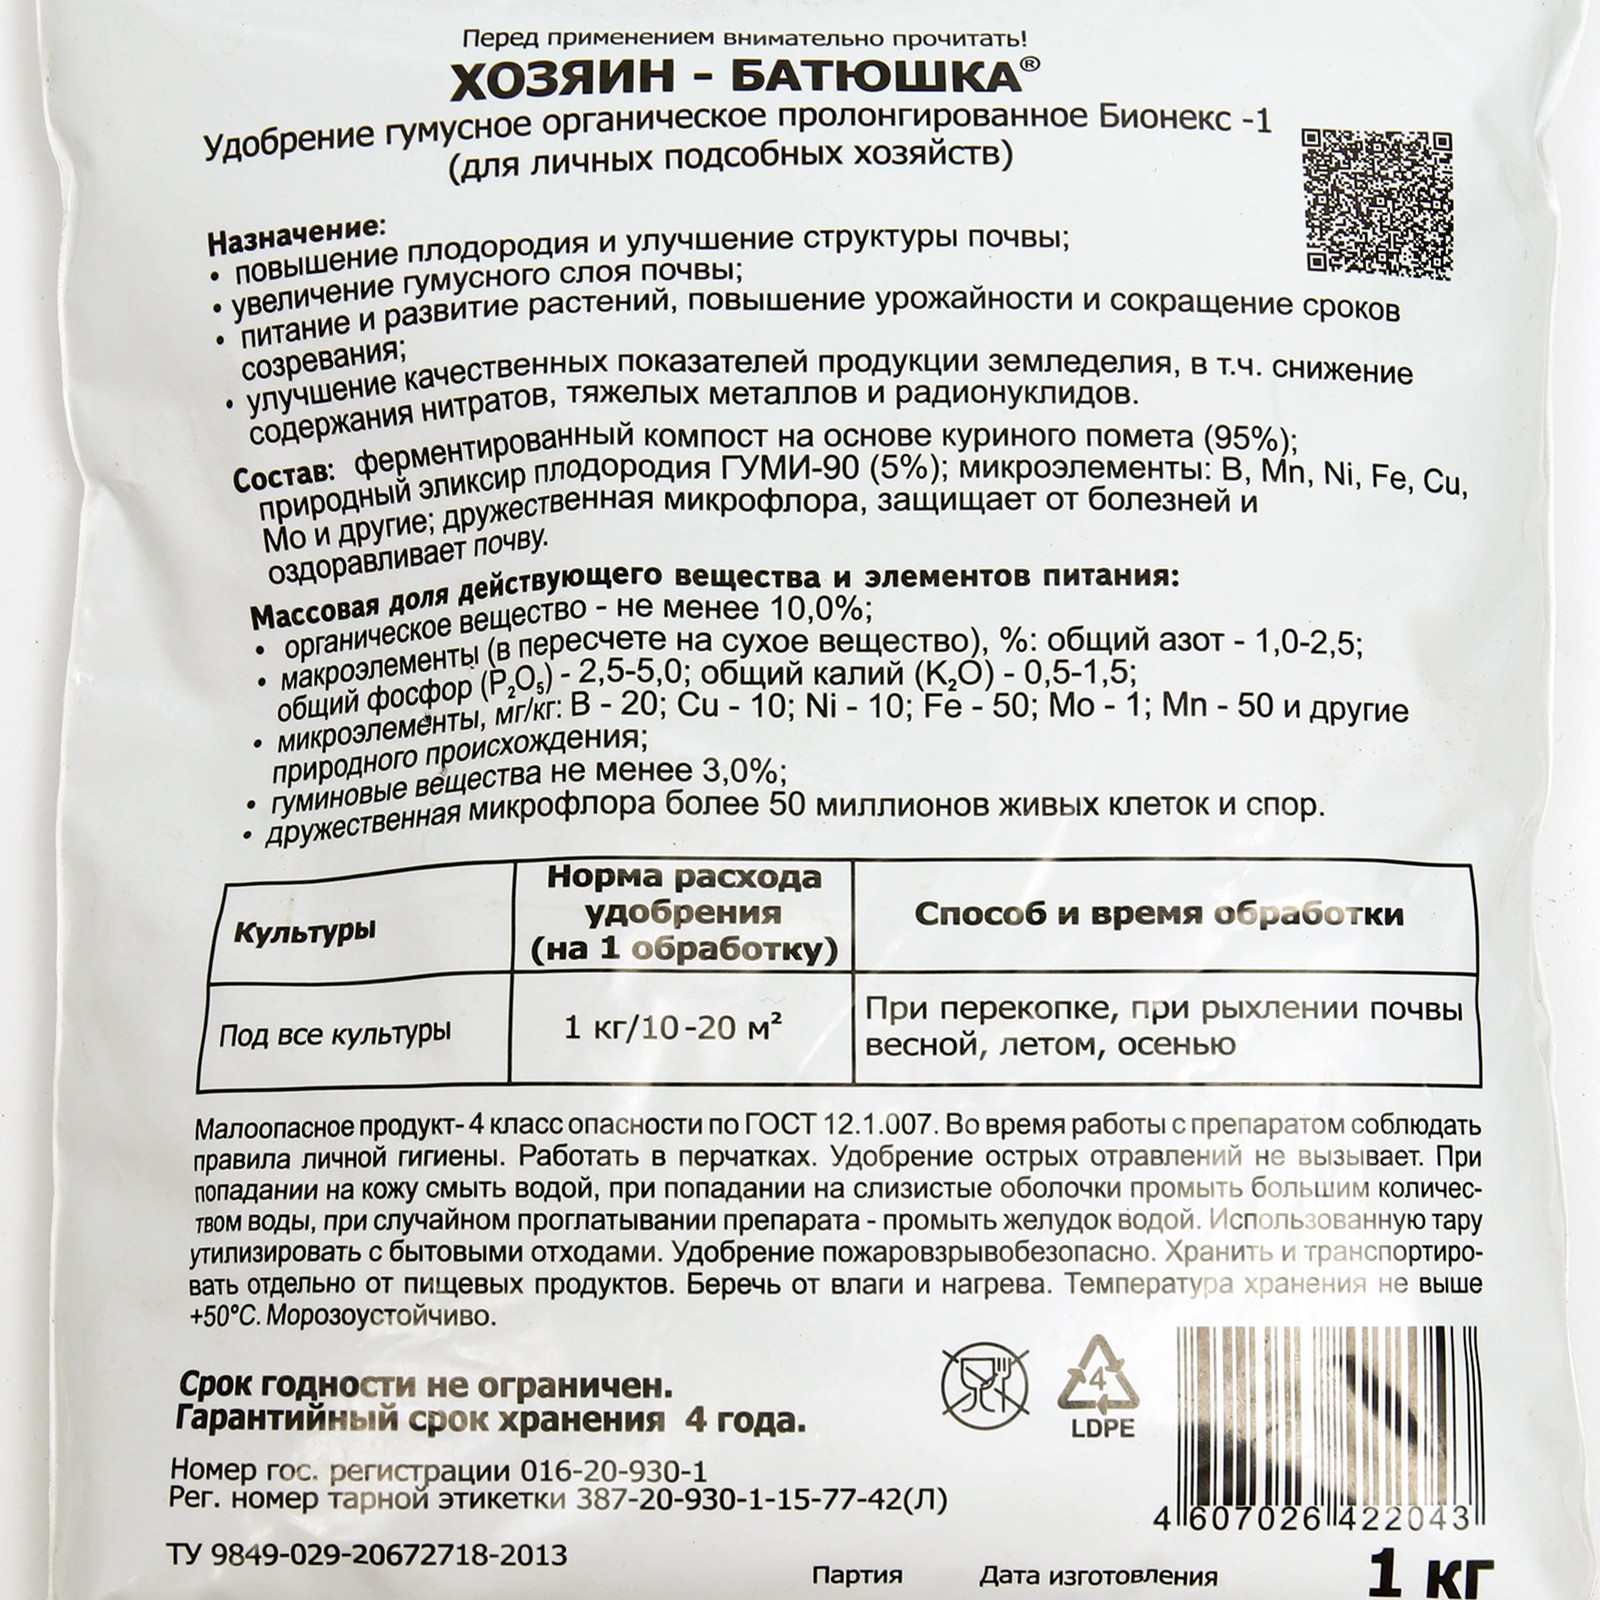 Перед применением внимательно прочитать!
ХОЗЯИН - БАТЮШКА®
Удобрение гумусное органическое пролонгированное Бионекс -1
(для личных подсобных хозяйств)
Назначение:
• повышение плодородия и улучшение структуры почвы;
• увеличение гумусного слоя почвы;
• питание и развитие растений, повышение урожайности и сокращение сроков
созревания;
• улучшение качественных показателей продукции земледелия, в т.ч. снижение
содержания нитратов, тяжелых металлов и радионуклидов.
Состав: ферментированный компост на основе куриного помета (95%);
природный эликсир плодородия ГУМИ-90 (5%); микроэлементы: B, Mn, Ni, Fe, Cu,
Mo и другие; дружественная микрофлора, защищает от болезней и
оздоравливает почву.
Массовая доля действующего вещества и элементов питания:
• органическое вещество - не менее 10,0%;
• макроэлементы (в пересчете на сухое вещество), %: общий азот - 1,0-2,5;
общий фосфор (P₂O₅) - 2,5-5,0; общий калий (K₂O) - 0,5-1,5;
• микроэлементы, мг/кг: B - 20; Cu - 10; Ni - 10; Fe - 50; Mo - 1; Mn - 50 и другие
природного происхождения;
• гуминовые вещества не менее 3,0%;
• дружественная микрофлора более 50 миллионов живых клеток и спор.
Культуры
Норма расхода
удобрения
(на 1 обработку)
Способ и время обработки
Под все культуры
1 кг/10-20 м²
При перекопке, при рыхлении почвы
весной, летом, осенью
Малоопасное продукт- 4 класс опасности по ГОСТ 12.1.007. Во время работы с препаратом соблюдать
правила личной гигиены. Работать в перчатках. Удобрение острых отравлений не вызывает. При
попадании на кожу смыть водой, при попадании на слизистые оболочки промыть большим количес-
твом воды, при случайном проглатывании препарата - промыть желудок водой. Использованную тару
утилизировать с бытовыми отходами. Удобрение пожаровзрывобезопасно. Хранить и транспортиро-
вать отдельно от пищевых продуктов. Беречь от влаги и нагрева. Температура хранения не выше
+50°С. Морозоустойчиво.
Срок годности не ограничен.
Гарантийный срок хранения 4 года.
4
LDPE
Номер гос. регистрации 016-20-930-1
Рег. номер тарной этикетки 387-20-930-1-15-77-42(Л)
4 607026 422043
ТУ 9849-029-20672718-2013
Партия Дата изготовления
1 кг